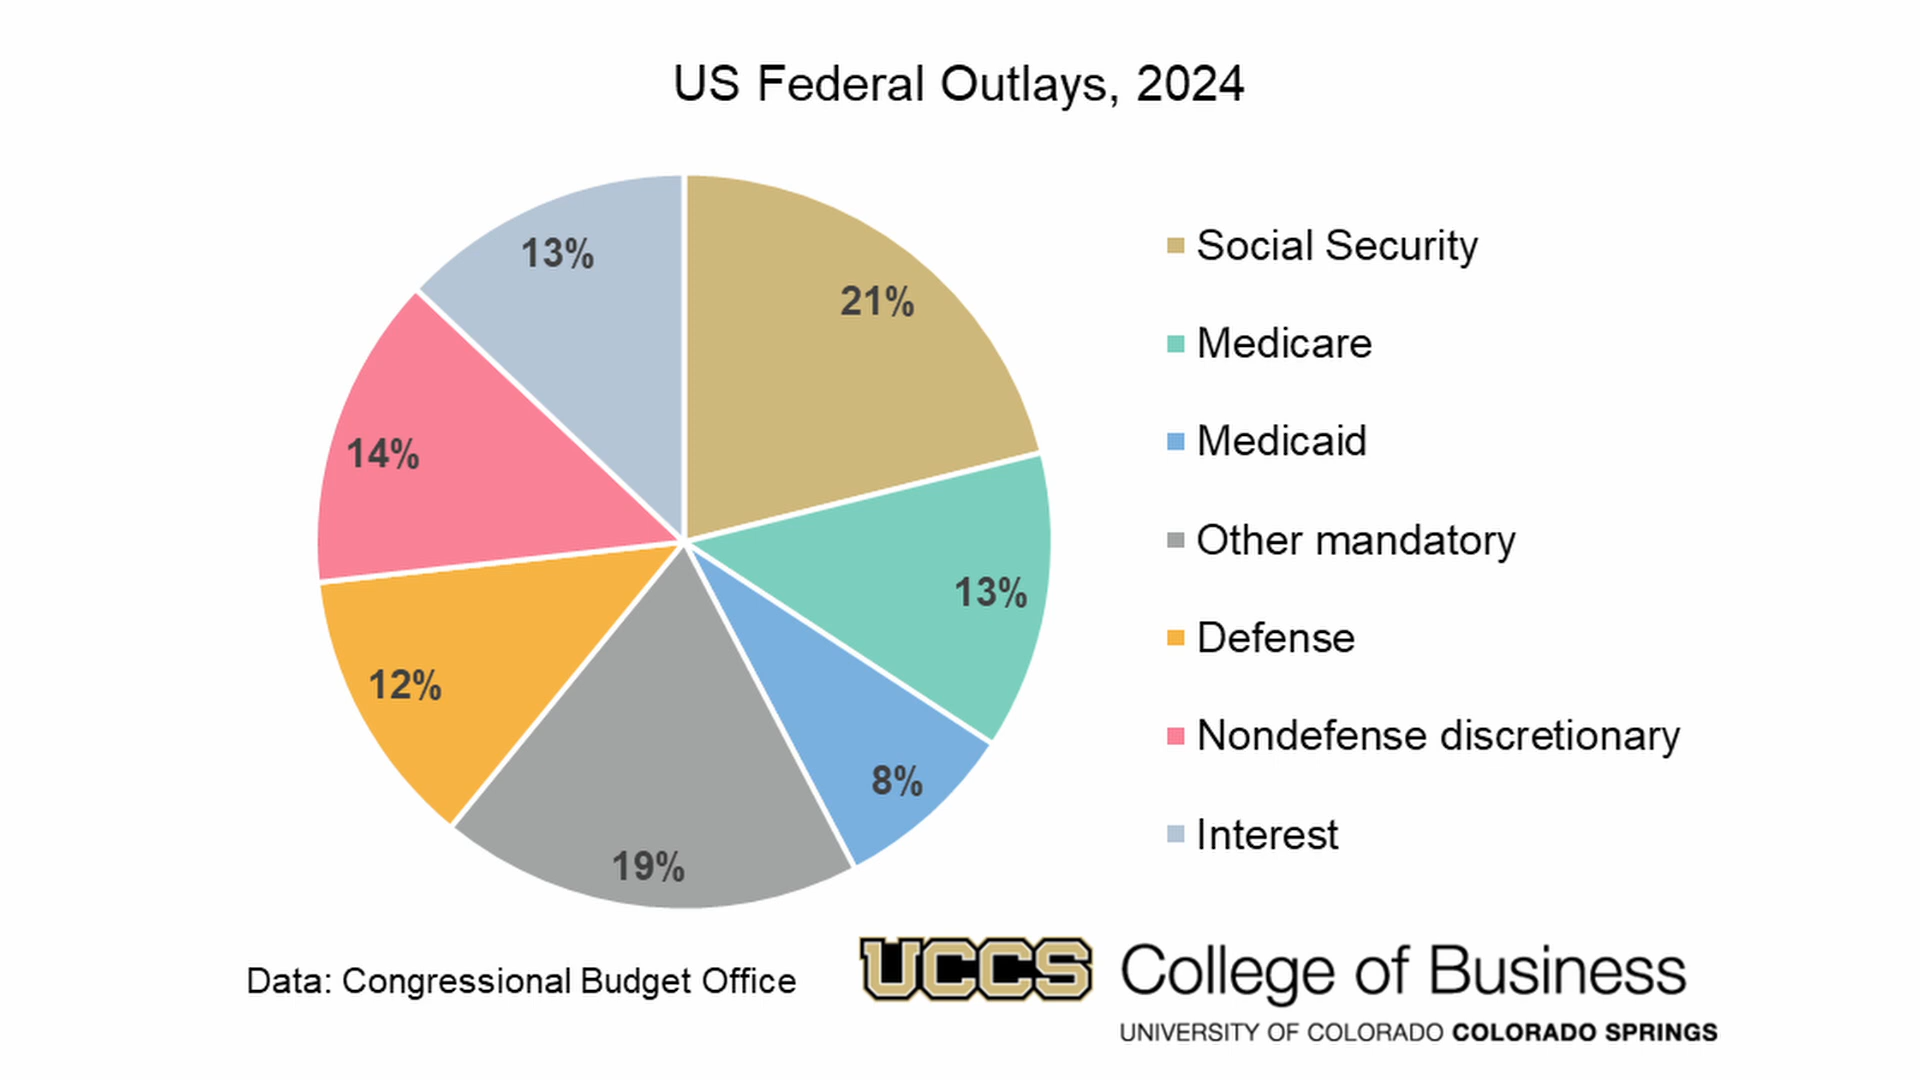 US Federal Outlays, 2024
13%
21%
14%
13%
12%
8%
19%
Social Security
Medicare
Medicaid
Other mandatory
Defense
Nondefense discretionary
Interest
Data: Congressional Budget Office
UCCS College of Business
UNIVERSITY OF COLORADO COLORADO SPRINGS